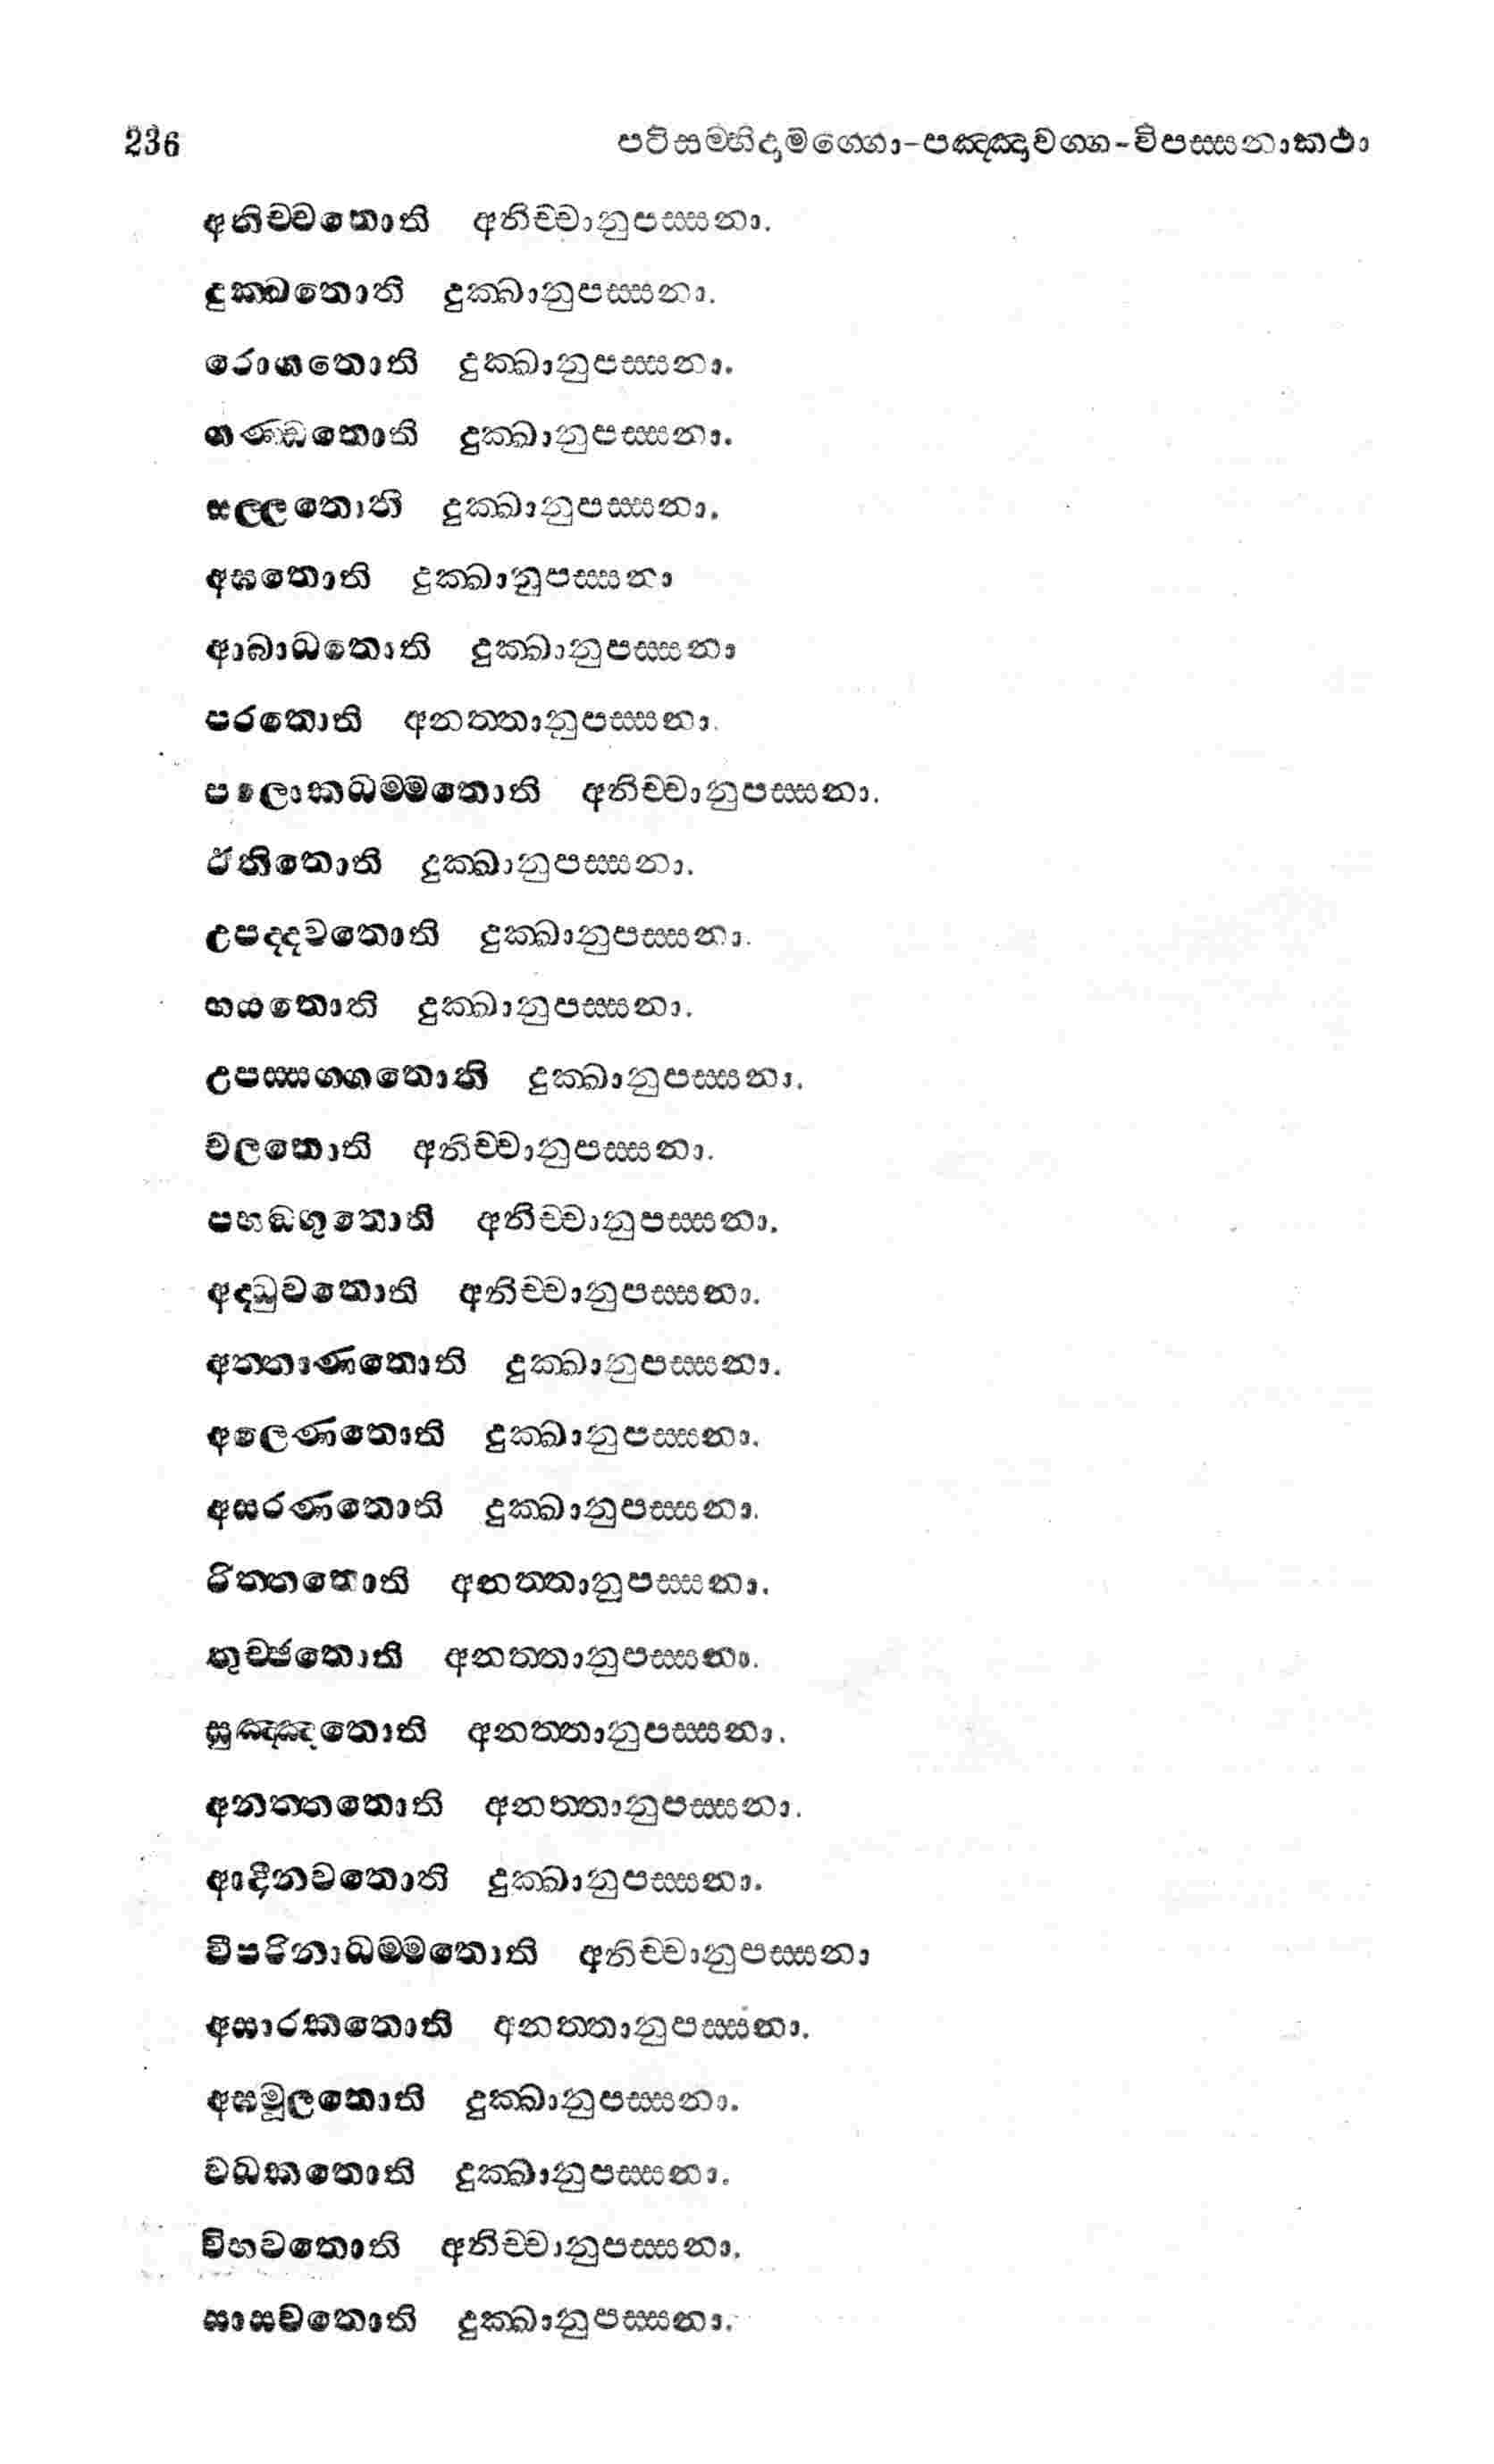 236 පටිසම්භිදාමග්ගො-පඤ්ඤාවග්ග-විපස්සනාකථා
අනිච්චතොති අනිච්චානුපස්සනා.
දුක්ඛතොති දුක්ඛානුපස්සනා.
රොගතොති දුක්ඛානුපස්සනා.
ගණ්ඩතොති දුක්ඛානුපස්සනා.
සල්ලතොති දුක්ඛානුපස්සනා.
අඝතොති දුක්ඛානුපස්සනා
ආබාධතොති දුක්ඛානුපස්සනා
පරතොති අනත්තානුපස්සනා.
පලොකධම්මතොති අනිච්චානුපස්සනා.
ඊතිතොති දුක්ඛානුපස්සනා.
උපද්දවතොති දුක්ඛානුපස්සනා.
භයතොති දුක්ඛානුපස්සනා.
උපස්සග්ගතොති දුක්ඛානුපස්සනා.
චලතොති අනිච්චානුපස්සනා.
පභඞ්ගුතොති අනිච්චානුපස්සනා.
අද්ධුවතොති අනිච්චානුපස්සනා.
අත්තාණතොති දුක්ඛානුපස්සනා.
අලෙණතොති දුක්ඛානුපස්සනා.
අසරණතොති දුක්ඛානුපස්සනා.
රිත්තතොති අනත්තානුපස්සනා.
තුච්ඡතොති අනත්තානුපස්සනා.
සුඤ්ඤතොති අනත්තානුපස්සනා.
අනත්තතොති අනත්තානුපස්සනා.
ආදීනවතොති දුක්ඛානුපස්සනා.
විපරිනාධම්මතොති අනිච්චානුපස්සනා
අසාරකතොති අනත්තානුපස්සනා.
අඝමූලතොති දුක්ඛානුපස්සනා.
වධකතොති දුක්ඛානුපස්සනා.
විභවතොති අනිච්චානුපස්සනා.
සාසවතොති දුක්ඛානුපස්සනා.